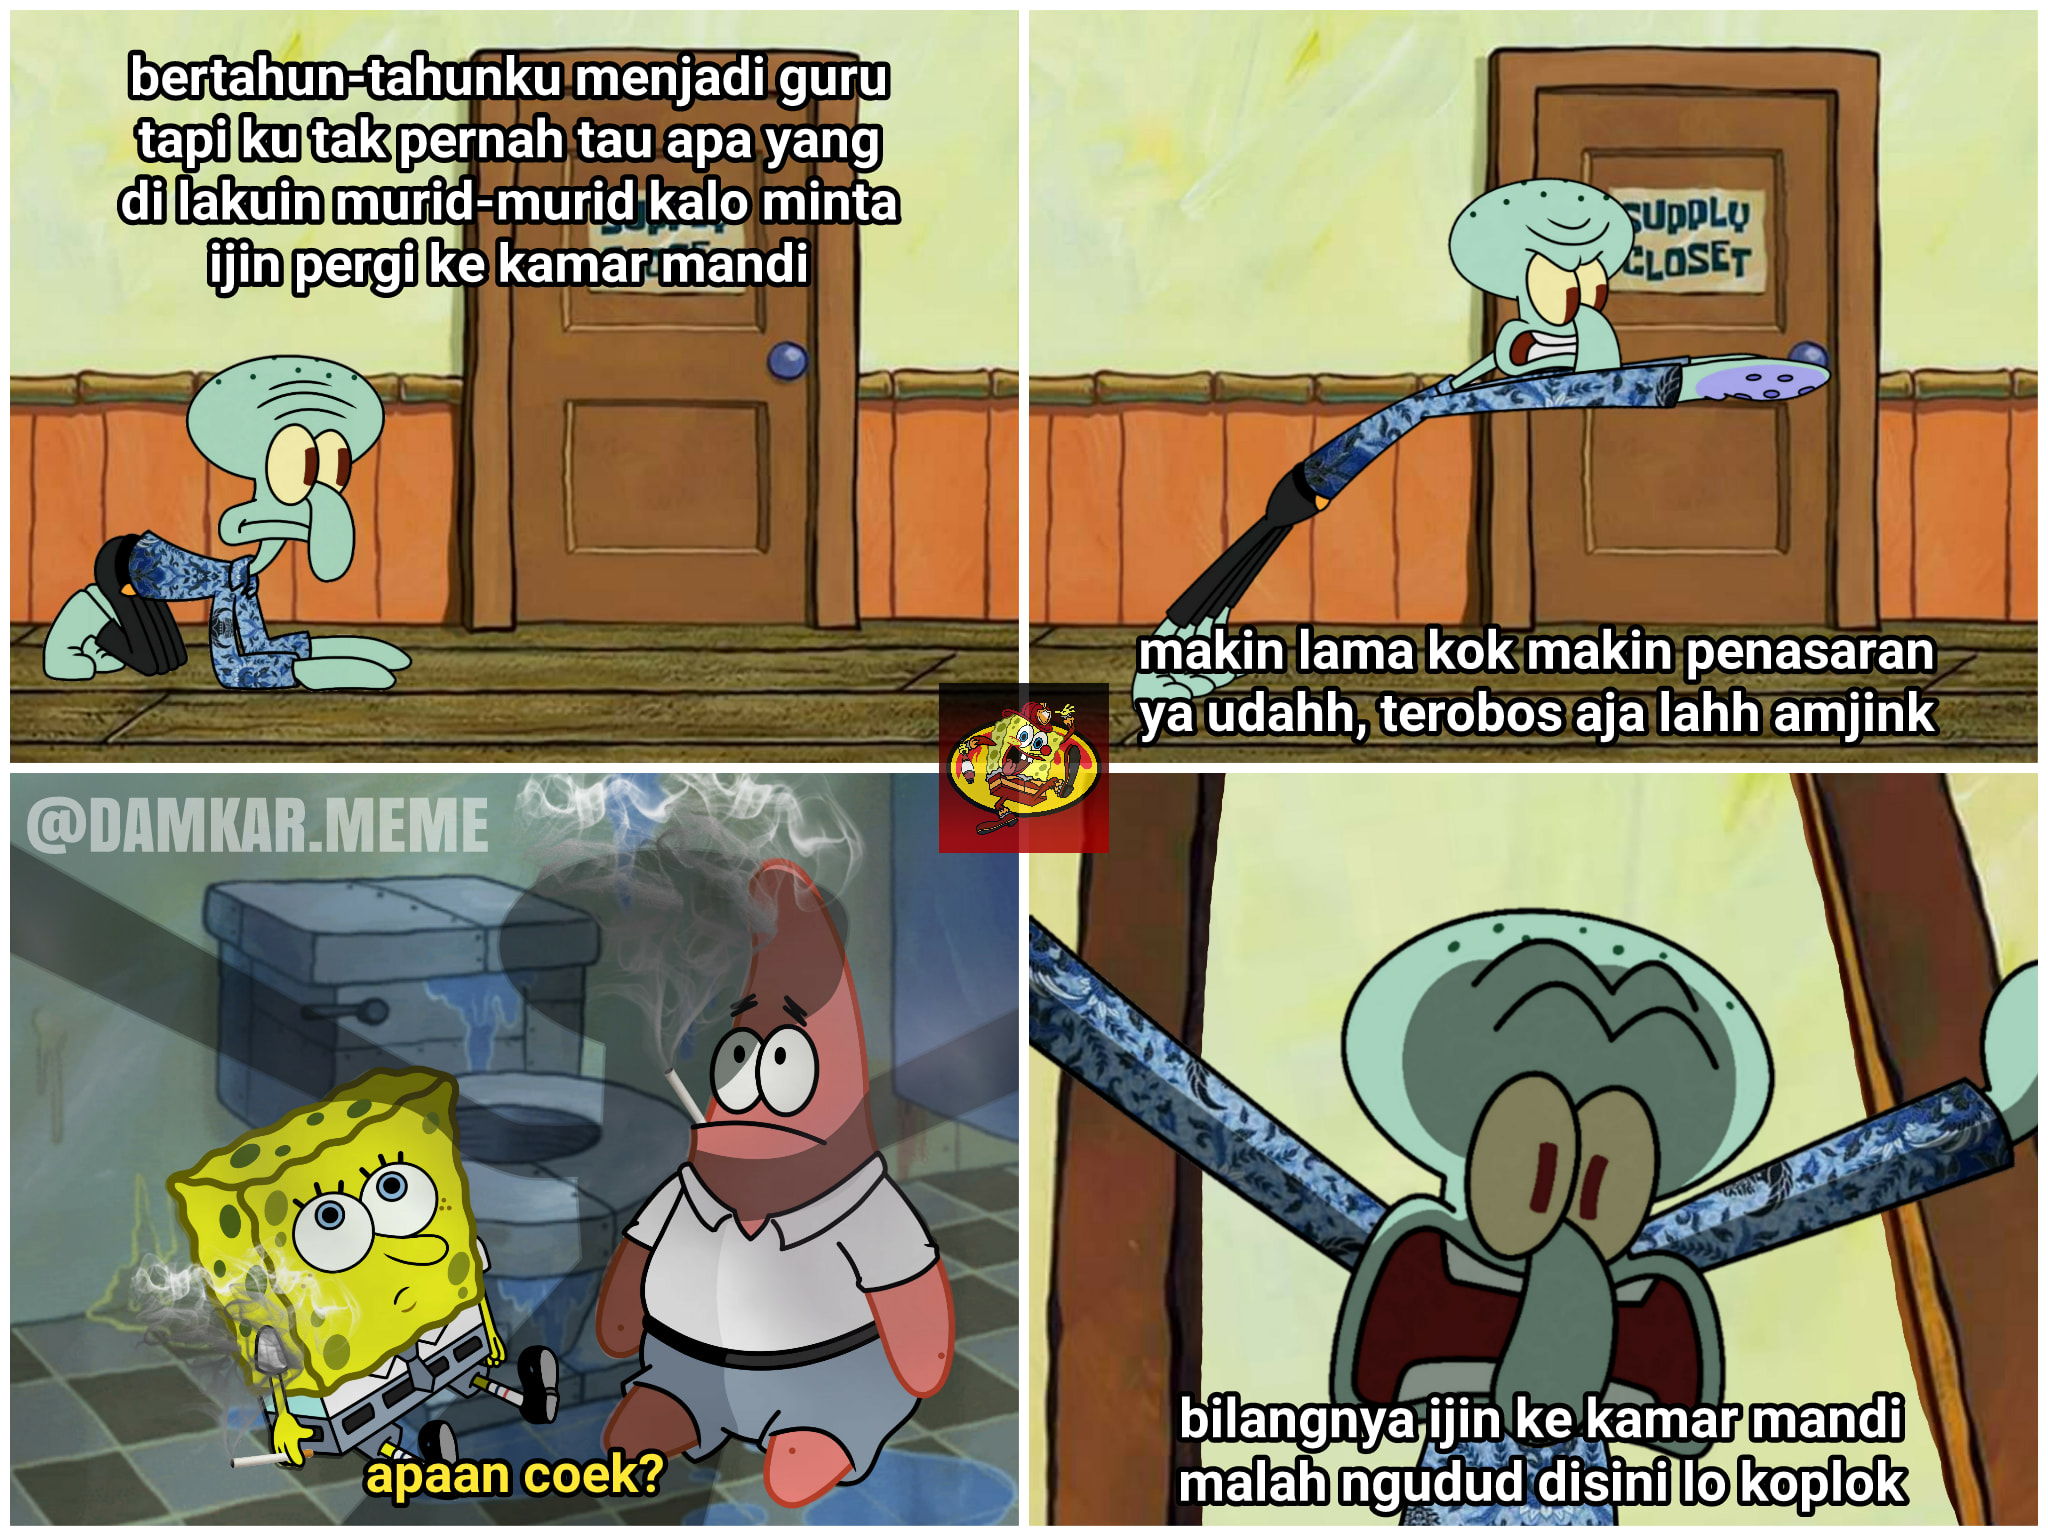 bertahun-tahunku menjadi guru
tapi ku tak pernah tau apa yang
di lakuin murid-murid kalo minta
ijin pergi ke kamar mandi
SUPPLY
CLOSET
makin lama kok makin penasaran
ya udahh, terobos aja lahh amjink
@DAMKAR.MEME
apaan coek?
bilangnya ijin ke kamar mandi
malah ngudud disini lo koplok